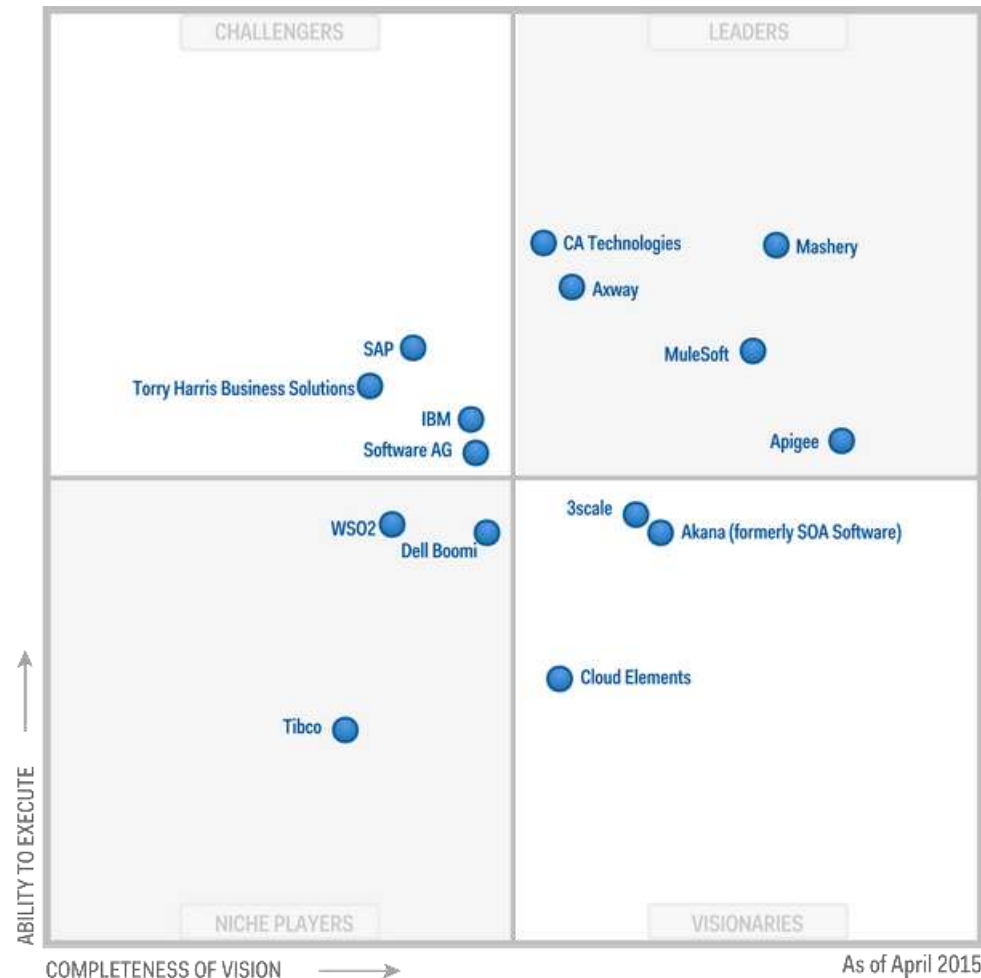 CHALLENGERS
LEADERS
CA Technologies
Mashery
Axway
SAP
MuleSoft
Torry Harris Business Solutions
IBM
Apigee
Software AG
3scale
WSO2
Akana (formerly SOA Software)
Dell Boomi
Cloud Elements
Tibco
ABILITY TO EXECUTE
NICHE PLAYERS
VISIONARIES
COMPLETENESS OF VISION
As of April 2015